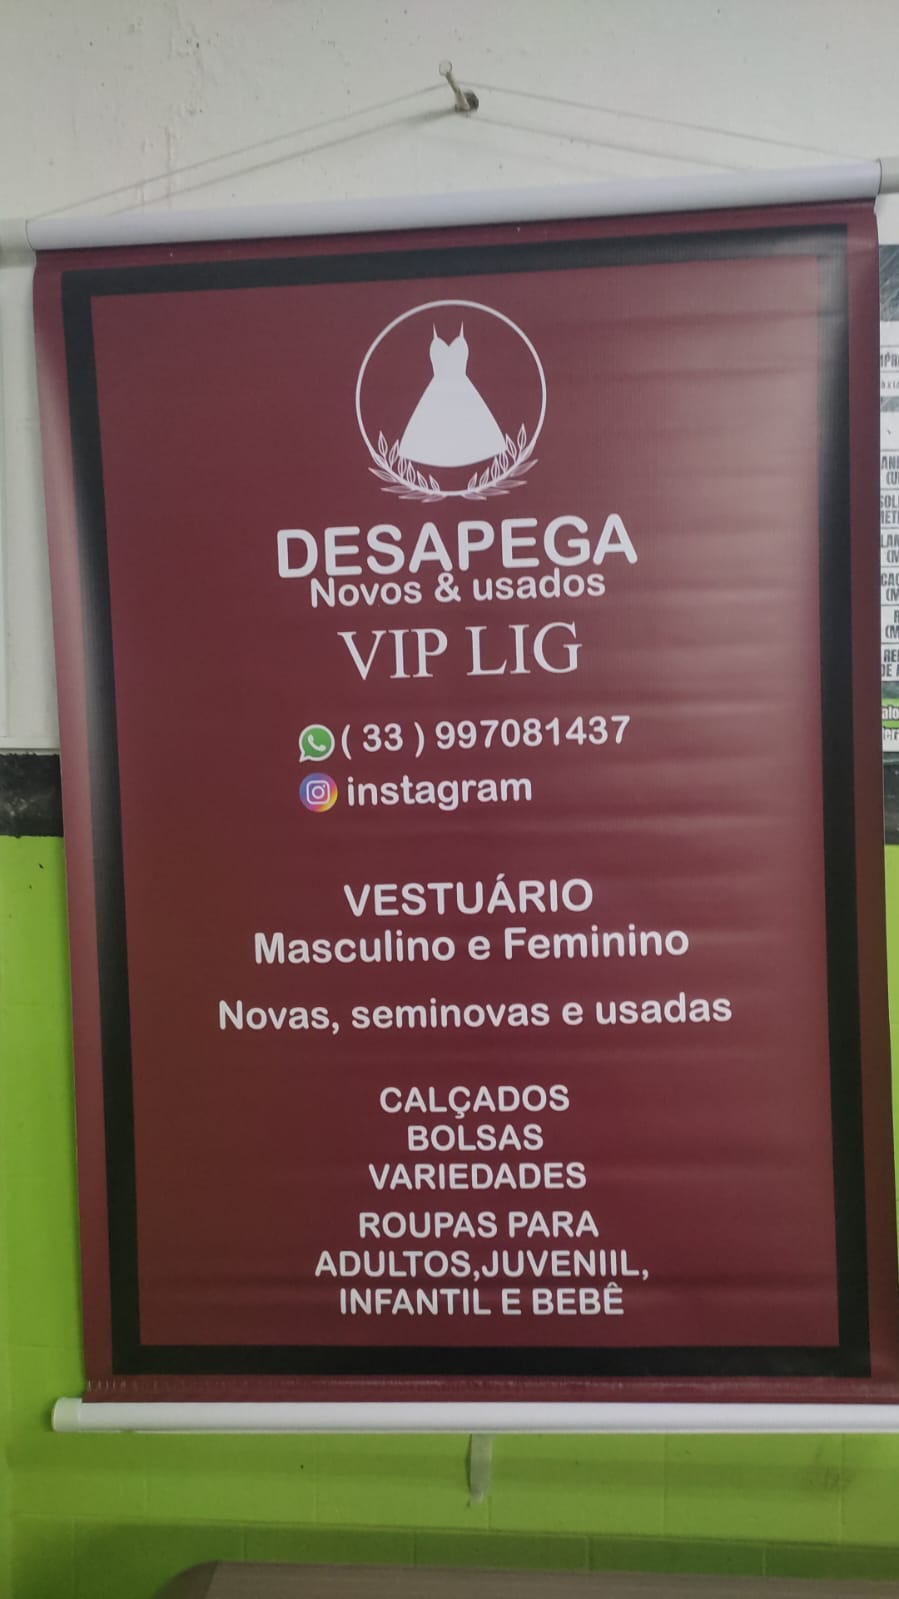 DESAPEGA
Novos & usados
VIP LIG
( 33 ) 997081437
instagram
VESTUÁRIO
Masculino e Feminino
Novas, seminovas e usadas
CALÇADOS
BOLSAS
VARIEDADES
ROUPAS PARA
ADULTOS,JUVENIIL,
INFANTIL E BEBÊ